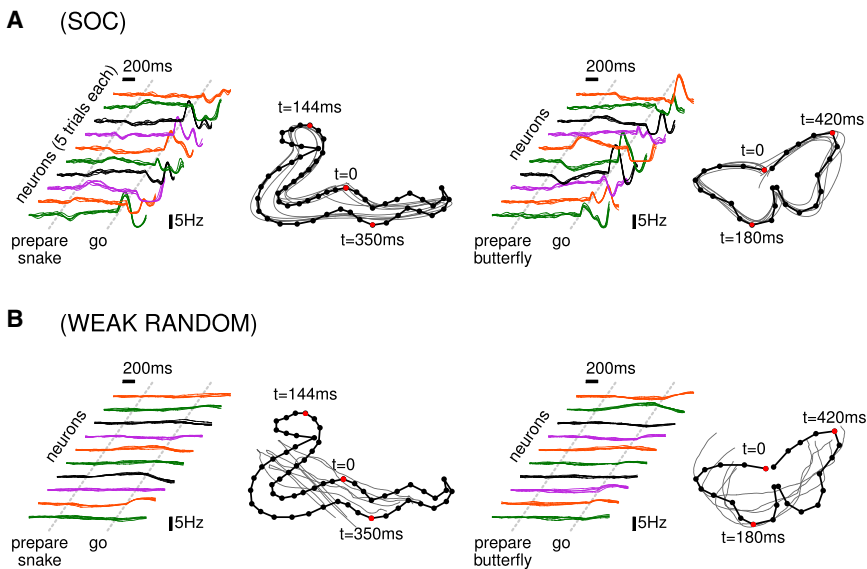 A (SOC)
200ms
neurons (5 trials each)
5Hz
prepare
snake
go
t=144ms
t=0
t=350ms
200ms
neurons
5Hz
prepare
butterfly
go
t=420ms
t=0
t=180ms
B (WEAK RANDOM)
200ms
neurons
5Hz
prepare
snake
go
t=144ms
t=0
t=350ms
200ms
neurons
5Hz
prepare
butterfly
go
t=420ms
t=0
t=180ms